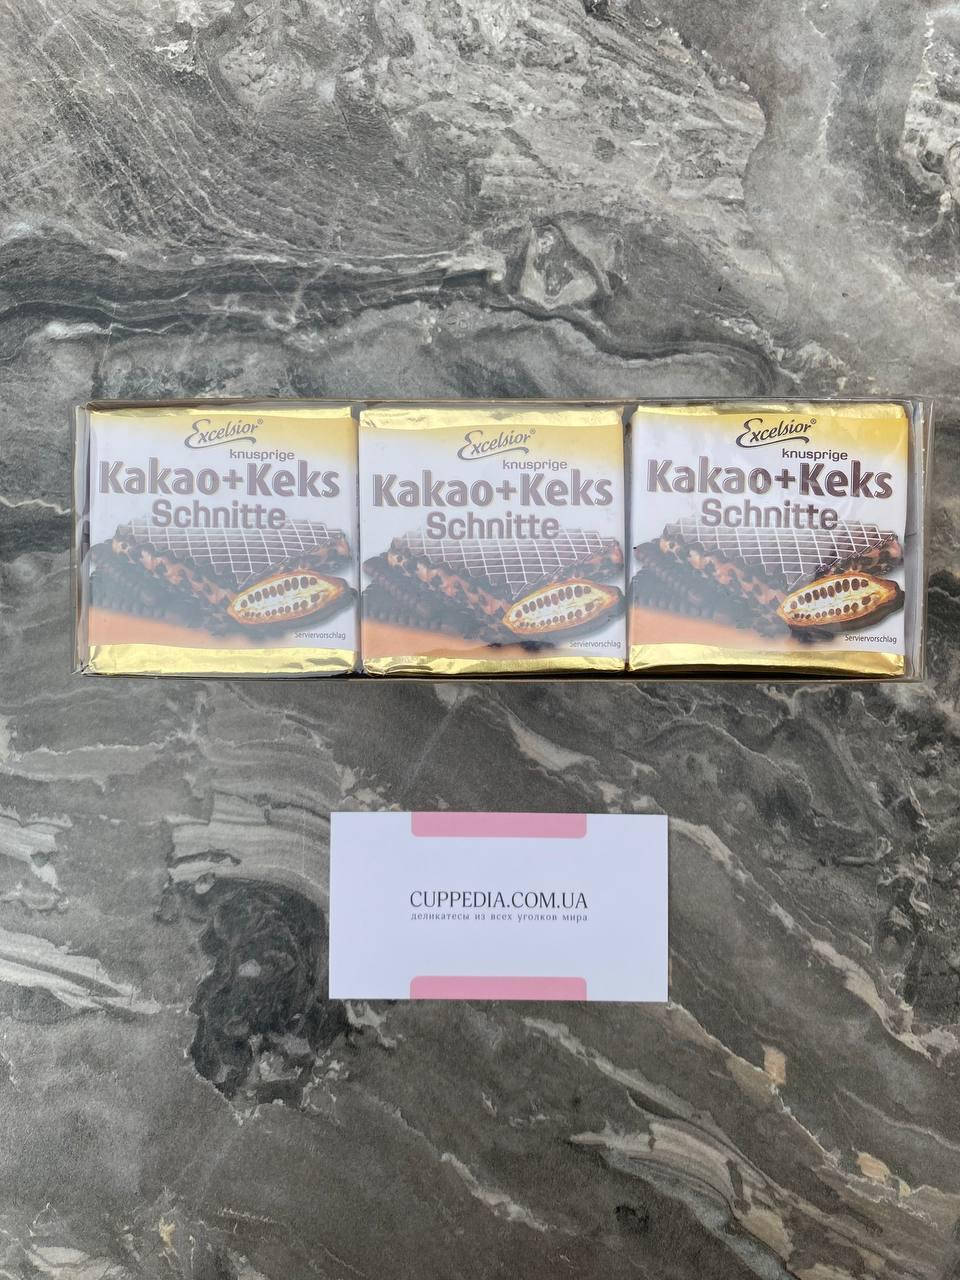 Excelsior®
knusprige
Kakao+Keks
Schnitte
Serviervorschlag
Excelsior®
knusprige
Kakao+Keks
Schnitte
Serviervorschlag
Excelsior®
knusprige
Kakao+Keks
Schnitte
Serviervorschlag
CUPPEDIA.COM.UA
деликатесы из всех уголков мира